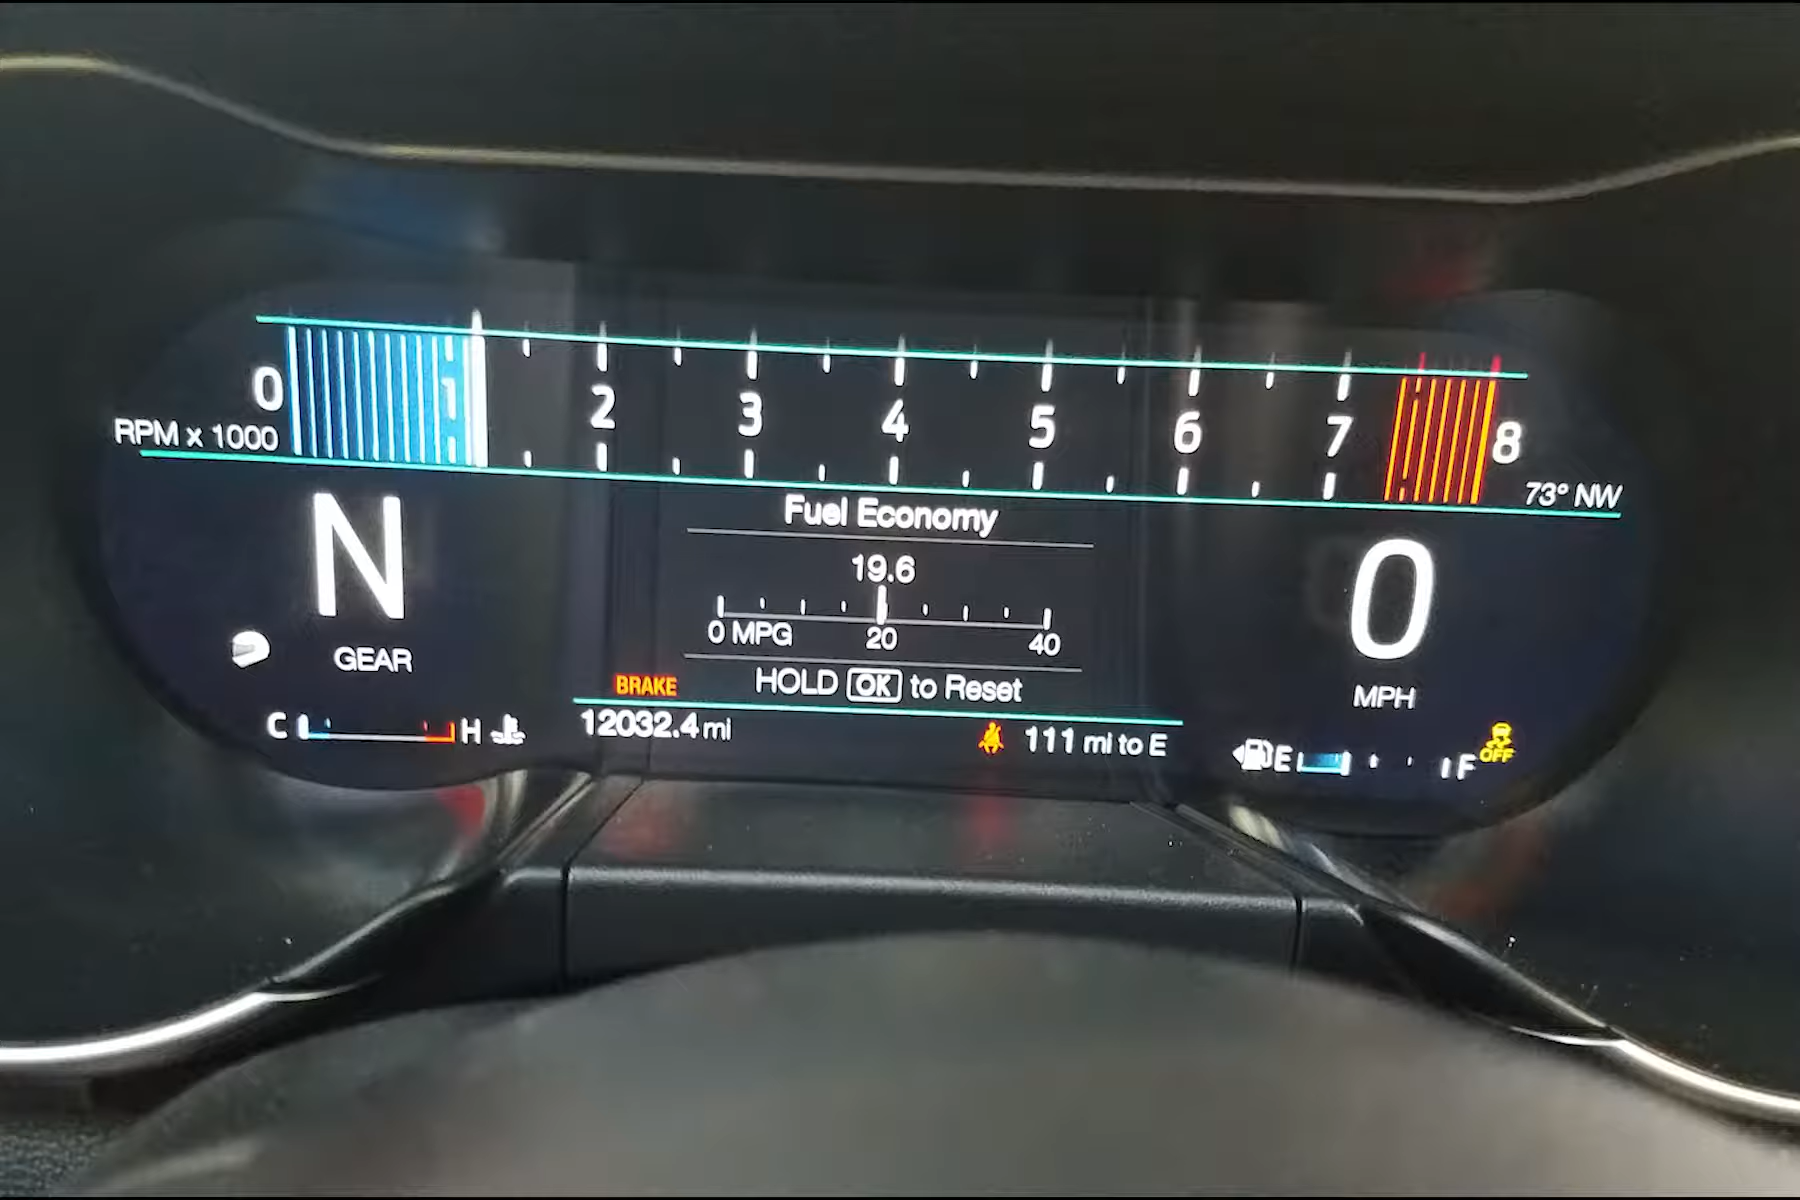 0 1 2 3 4 5 6 7 8
RPM x 1000
73° NW
N
GEAR
Fuel Economy
19.6
0 MPG 20 40
HOLD OK to Reset
0
MPH
BRAKE
C H
12032.4 mi
111 mi to E
E F
OFF